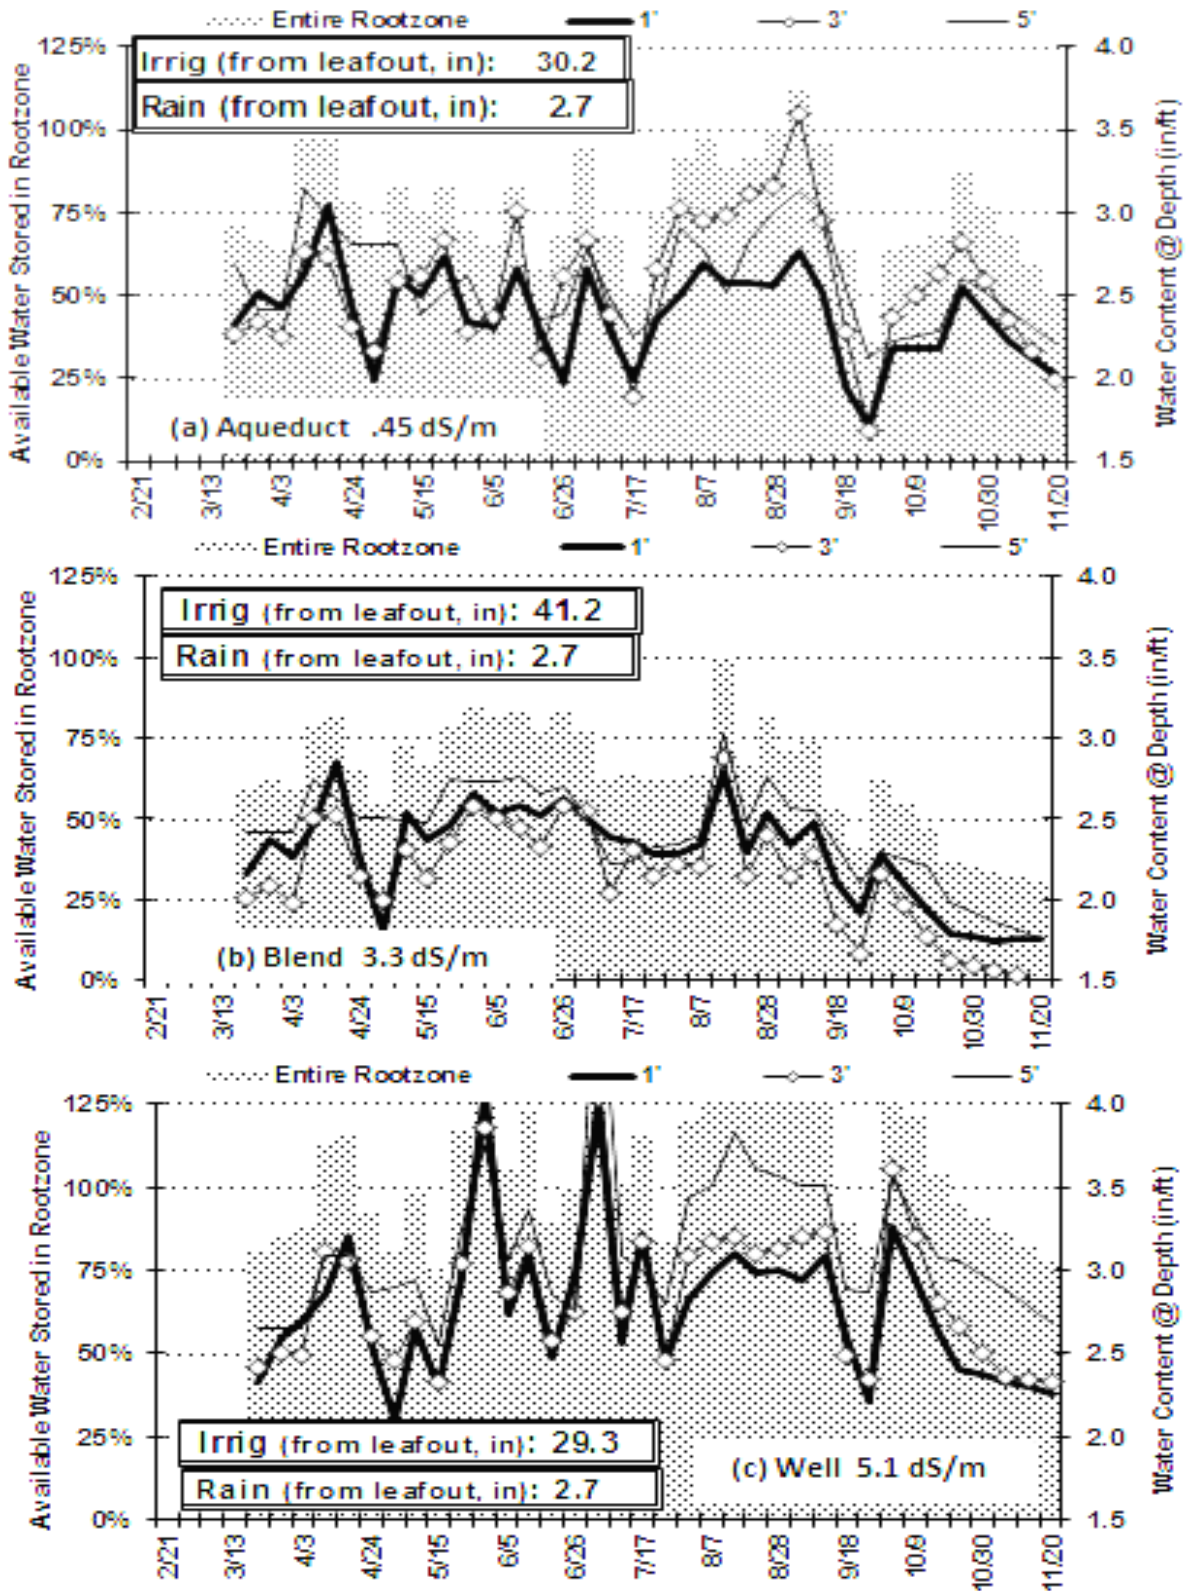 Entire Rootzone 1' 3' 5'
125% 4.0
Irrig (from leafout, in): 30.2
Rain (from leafout, in): 2.7
100% 3.5
75% 3.0
50% 2.5
25% 2.0
(a) Aqueduct .45 dS/m
0% 1.5
Available Water Stored in Rootzone
Water Content @ Depth (in/ft)
2/21 3/13 4/3 4/24 5/15 6/5 6/26 7/17 8/7 8/28 9/18 10.9 10.30 11/20
Entire Rootzone 1' 3' 5'
125% 4.0
Irrig (from leafout, in): 41.2
Rain (from leafout, in): 2.7
100% 3.5
75% 3.0
50% 2.5
25% 2.0
(b) Blend 3.3 dS/m
0% 1.5
Available Water Stored in Rootzone
Water Content @ Depth (in/ft)
2/21 3/13 4/3 4/24 5/15 6/5 6/26 7/17 8/7 8/28 9/18 10.9 10.30 11/20
Entire Rootzone 1' 3' 5'
125% 4.0
100% 3.5
75% 3.0
50% 2.5
25% 2.0
Irrig (from leafout, in): 29.3
Rain (from leafout, in): 2.7
(c) Well 5.1 dS/m
0% 1.5
Available Water Stored in Rootzone
Water Content @ Depth (in/ft)
2/21 3/13 4/3 4/24 5/15 6/5 6/26 7/17 8/7 8/28 9/18 10.9 10.30 11/20